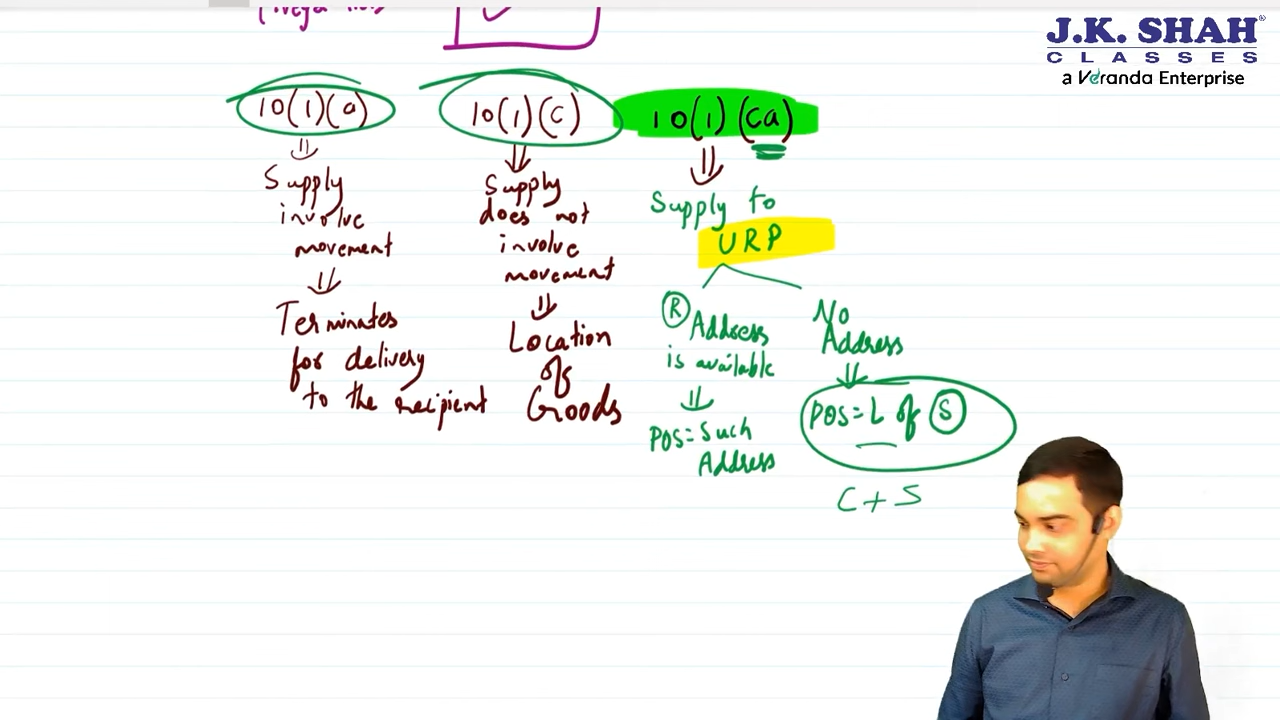 J.K. SHAH®
CLASSES
a Veranda Enterprise
10(1)(a)
⇓
Supply
involve
movement
⇓
Terminates
for delivery
to the recipient
10(1)(c)
⇓
Supply
does not
involve
movement
⇓
Location
of
Goods
10(1)(ca)
⇓
Supply to
URP
Ⓡ Address
is available
⇓
POS = Such
Address
No
Address
⇓
POS = L of Ⓢ
C + S